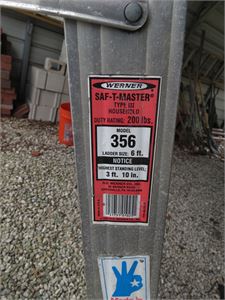 WERNER
SAF-T-MASTER®
TYPE III
HOUSEHOLD
DUTY RATING: 200 lbs.
MODEL
356
LADDER SIZE: 6 ft.
NOTICE
HIGHEST STANDING LEVEL:
3 ft. 10 in.